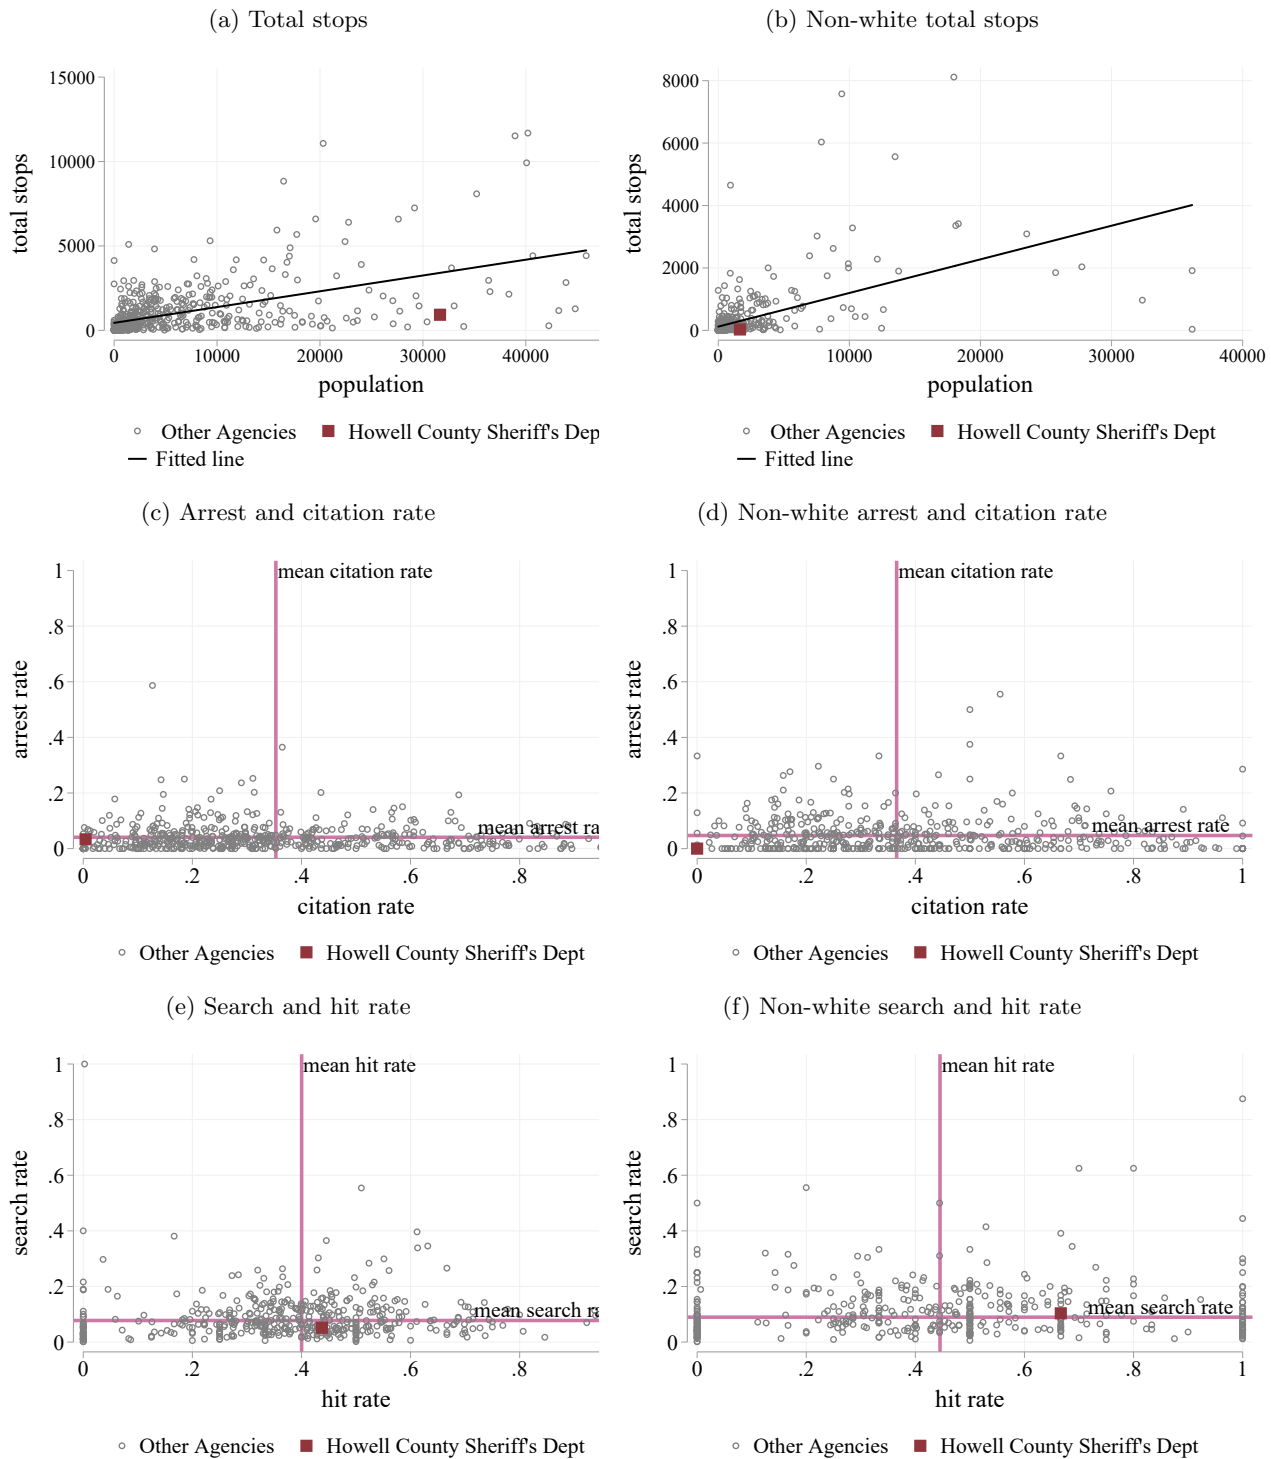 (a) Total stops
(b) Non-white total stops
total stops
15000
10000
5000
0
0 10000 20000 30000 40000
population
Other Agencies Howell County Sheriff's Dep
Fitted line
total stops
8000
6000
4000
2000
0
0 10000 20000 30000 40000
population
Other Agencies Howell County Sheriff's Dept
Fitted line
(c) Arrest and citation rate
(d) Non-white arrest and citation rate
arrest rate
1
.8
.6
.4
.2
0
mean citation rate
mean arrest ra
0 .2 .4 .6 .8
citation rate
Other Agencies Howell County Sheriff's Dept
arrest rate
1
.8
.6
.4
.2
0
mean citation rate
mean arrest rate
0 .2 .4 .6 .8 1
citation rate
Other Agencies Howell County Sheriff's Dept
(e) Search and hit rate
(f) Non-white search and hit rate
search rate
1
.8
.6
.4
.2
0
mean hit rate
mean search ra
0 .2 .4 .6 .8
hit rate
Other Agencies Howell County Sheriff's Dept
search rate
1
.8
.6
.4
.2
0
mean hit rate
mean search rate
0 .2 .4 .6 .8 1
hit rate
Other Agencies Howell County Sheriff's Dept